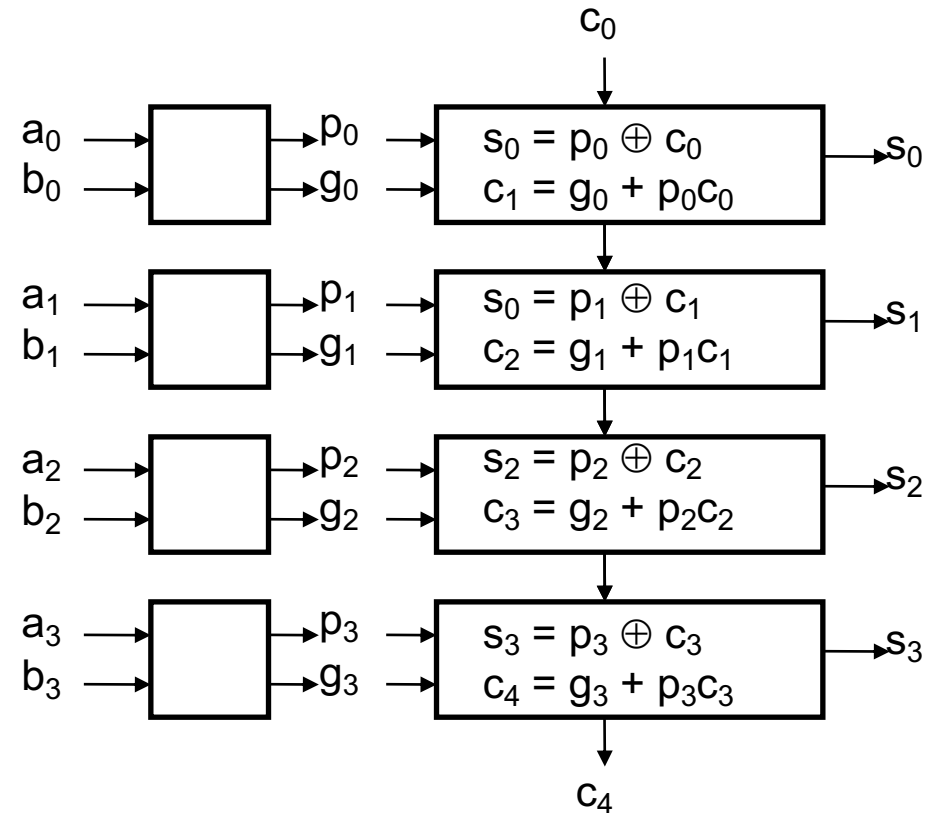 c₀
a₀ p₀ s₀ = p₀ ⊕ c₀ s₀
b₀ g₀ c₁ = g₀ + p₀c₀
a₁ p₁ s₀ = p₁ ⊕ c₁ s₁
b₁ g₁ c₂ = g₁ + p₁c₁
a₂ p₂ s₂ = p₂ ⊕ c₂ s₂
b₂ g₂ c₃ = g₂ + p₂c₂
a₃ p₃ s₃ = p₃ ⊕ c₃ s₃
b₃ g₃ c₄ = g₃ + p₃c₃
c₄